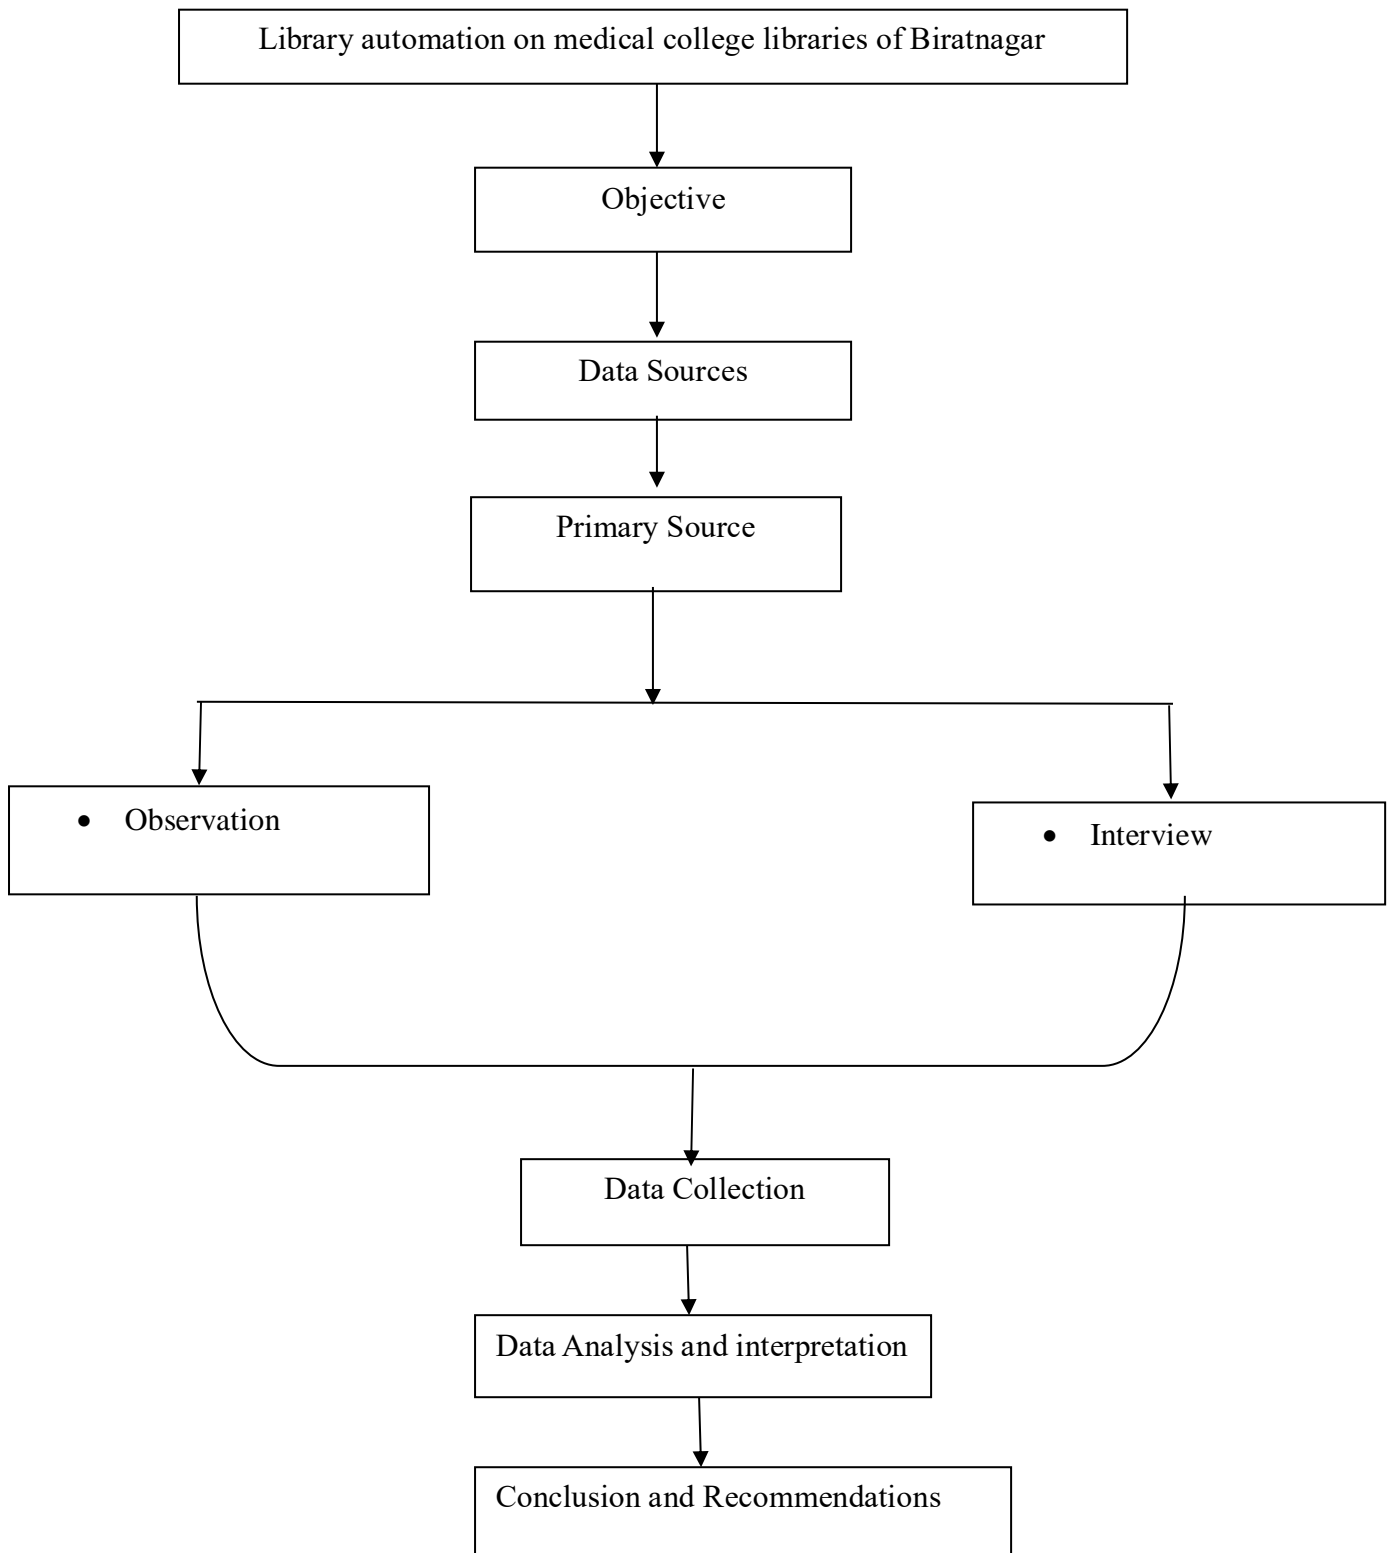 Library automation on medical college libraries of Biratnagar
Objective
Data Sources
Primary Source
• Observation
• Interview
Data Collection
Data Analysis and interpretation
Conclusion and Recommendations